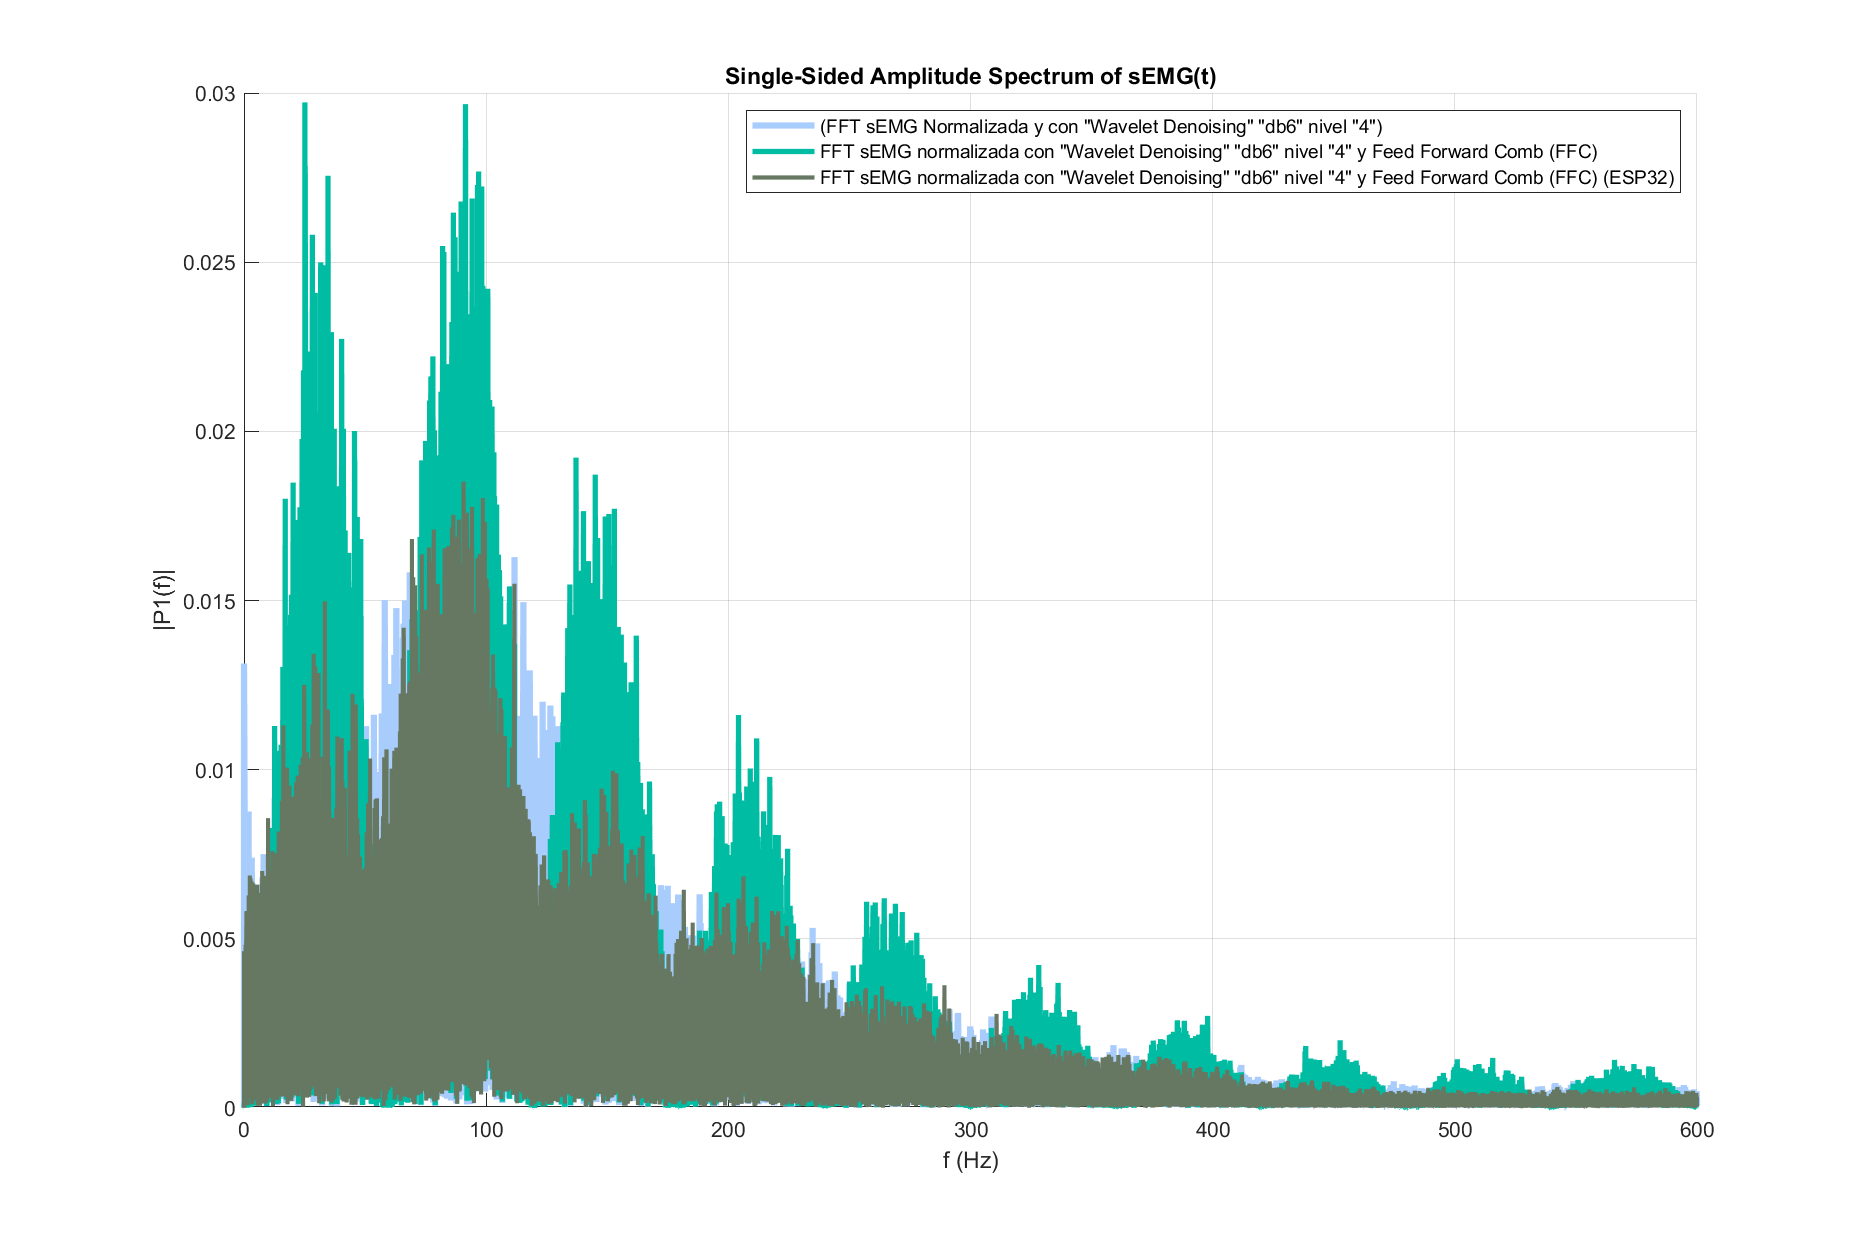 Single-Sided Amplitude Spectrum of sEMG(t)
(FFT sEMG Normalizada y con "Wavelet Denoising" "db6" nivel "4")
FFT sEMG normalizada con "Wavelet Denoising" "db6" nivel "4" y Feed Forward Comb (FFC)
FFT sEMG normalizada con "Wavelet Denoising" "db6" nivel "4" y Feed Forward Comb (FFC) (ESP32)
|P1(f)|
0.03
0.025
0.02
0.015
0.01
0.005
0
0 100 200 300 400 500 600
f (Hz)